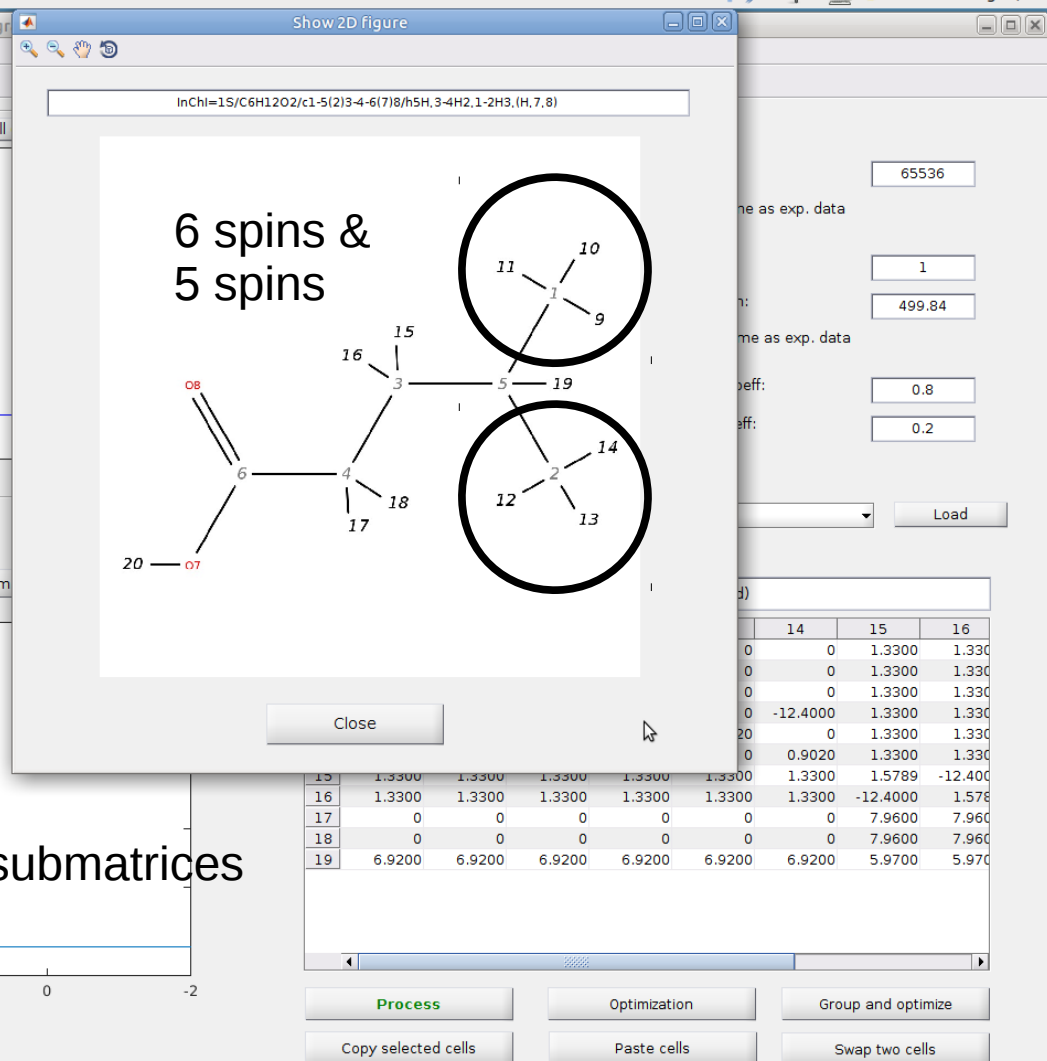 Show 2D figure
InChI=1S/C6H12O2/c1-5(2)3-4-6(7)8/h5H,3-4H2,1-2H3,(H,7,8)
6 spins &
5 spins
10
11
1
9
15
16
O8
3
5
19
14
6
4
2
18
12
17
13
20
O7
Close
65536
as exp. data
1
499.84
as exp. data
0.8
0.2
Load
14 15 16
0 0 1.3300
0 1.3300
0 1.3300
0 -12.4000 1.3300
0 1.3300
0 0.9020 1.3300
15 1.3300 1.3300 1.3300 1.3300 1.3300 1.3300 1.5789 -12.400
16 1.3300 1.3300 1.3300 1.3300 1.3300 1.3300 -12.4000 1.578
17 0 0 0 0 0 0 7.9600 7.960
18 0 0 0 0 0 0 7.9600 7.960
19 6.9200 6.9200 6.9200 6.9200 6.9200 6.9200 5.9700 5.970
submatrices
0 -2
Process Optimization Group and optimize
Copy selected cells Paste cells Swap two cells